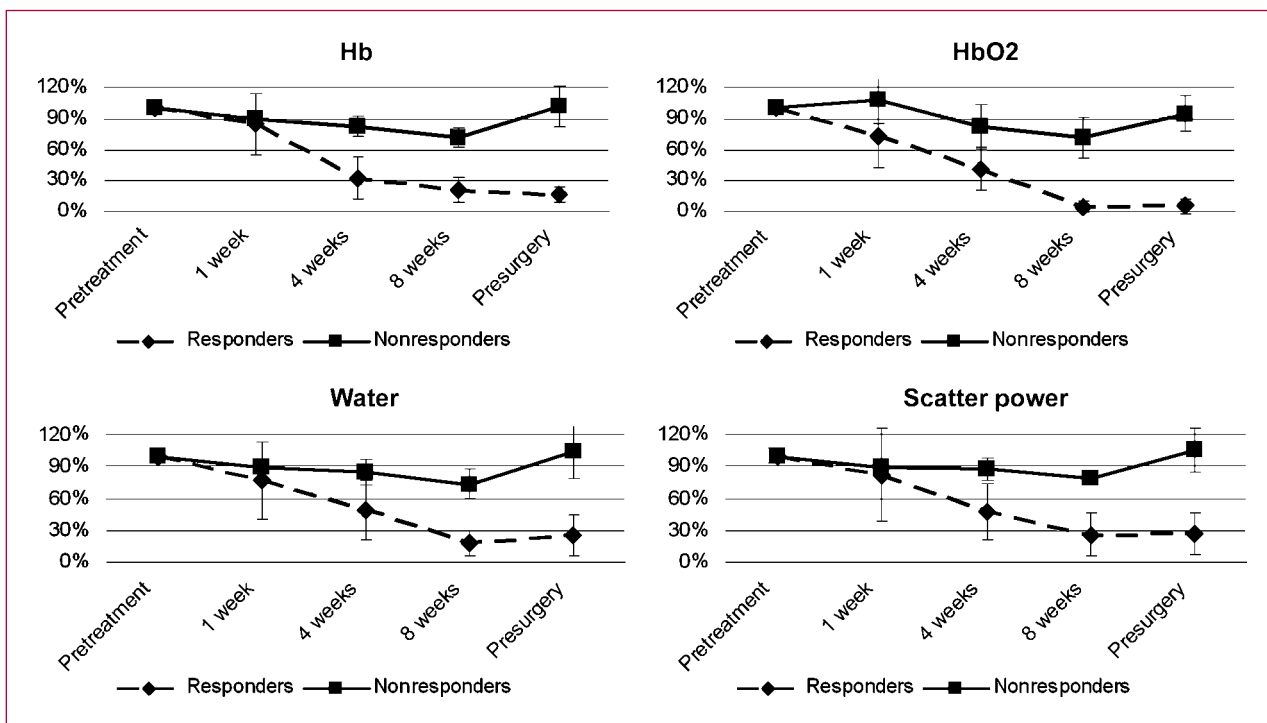 Hb
120%
90%
60%
30%
0%
Pretreatment
1 week
4 weeks
8 weeks
Presurgery
Responders
Nonresponders
HbO2
120%
90%
60%
30%
0%
Pretreatment
1 week
4 weeks
8 weeks
Presurgery
Responders
Nonresponders
Water
120%
90%
60%
30%
0%
Pretreatment
1 week
4 weeks
8 weeks
Presurgery
Responders
Nonresponders
Scatter power
120%
90%
60%
30%
0%
Pretreatment
1 week
4 weeks
8 weeks
Presurgery
Responders
Nonresponders